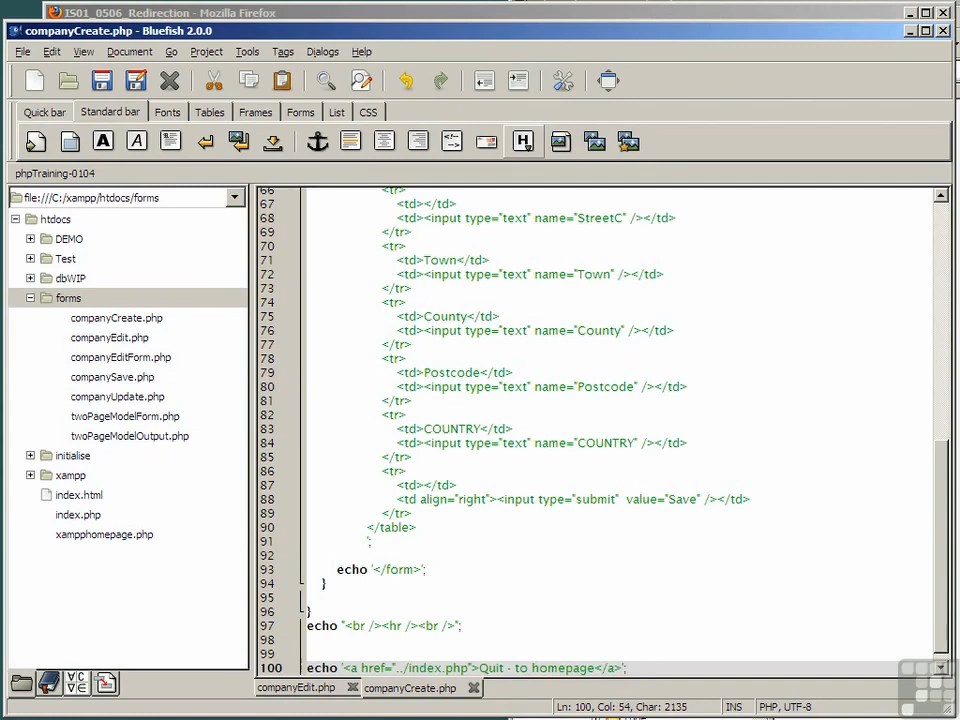 IS01_0506_Redirection - Mozilla Firefox
companyCreate.php - Bluefish 2.0.0
File Edit View Document Go Project Tools Tags Dialogs Help
Quick bar Standard bar Fonts Tables Frames Forms List CSS
phpTraining-0104
file:///C:/xampp/htdocs/forms
htdocs
DEMO
Test
dbWIP
forms
companyCreate.php
companyEdit.php
companyEditForm.php
companySave.php
companyUpdate.php
twoPageModelForm.php
twoPageModelOutput.php
initialise
xampp
index.html
index.php
xampphomepage.php
66 <tr>
67 <td></td>
68 <td><input type="text" name="StreetC" /></td>
69 </tr>
70 <tr>
71 <td>Town</td>
72 <td><input type="text" name="Town" /></td>
73 </tr>
74 <tr>
75 <td>County</td>
76 <td><input type="text" name="County" /></td>
77 </tr>
78 <tr>
79 <td>Postcode</td>
80 <td><input type="text" name="Postcode" /></td>
81 </tr>
82 <tr>
83 <td>COUNTRY</td>
84 <td><input type="text" name="COUNTRY" /></td>
85 </tr>
86 <tr>
87 <td></td>
88 <td align="right"><input type="submit"  value="Save" /></td>
89 </tr>
90 </table>
91 ';
92
93 echo '</form>';
94 }
95
96 }
97 echo "<br /><hr /><br />";
98
99
100 echo '<a href="../index.php">Quit - to homepage</a>';
companyEdit.php companyCreate.php
Ln: 100, Col: 54, Char: 2135 INS PHP, UTF-8